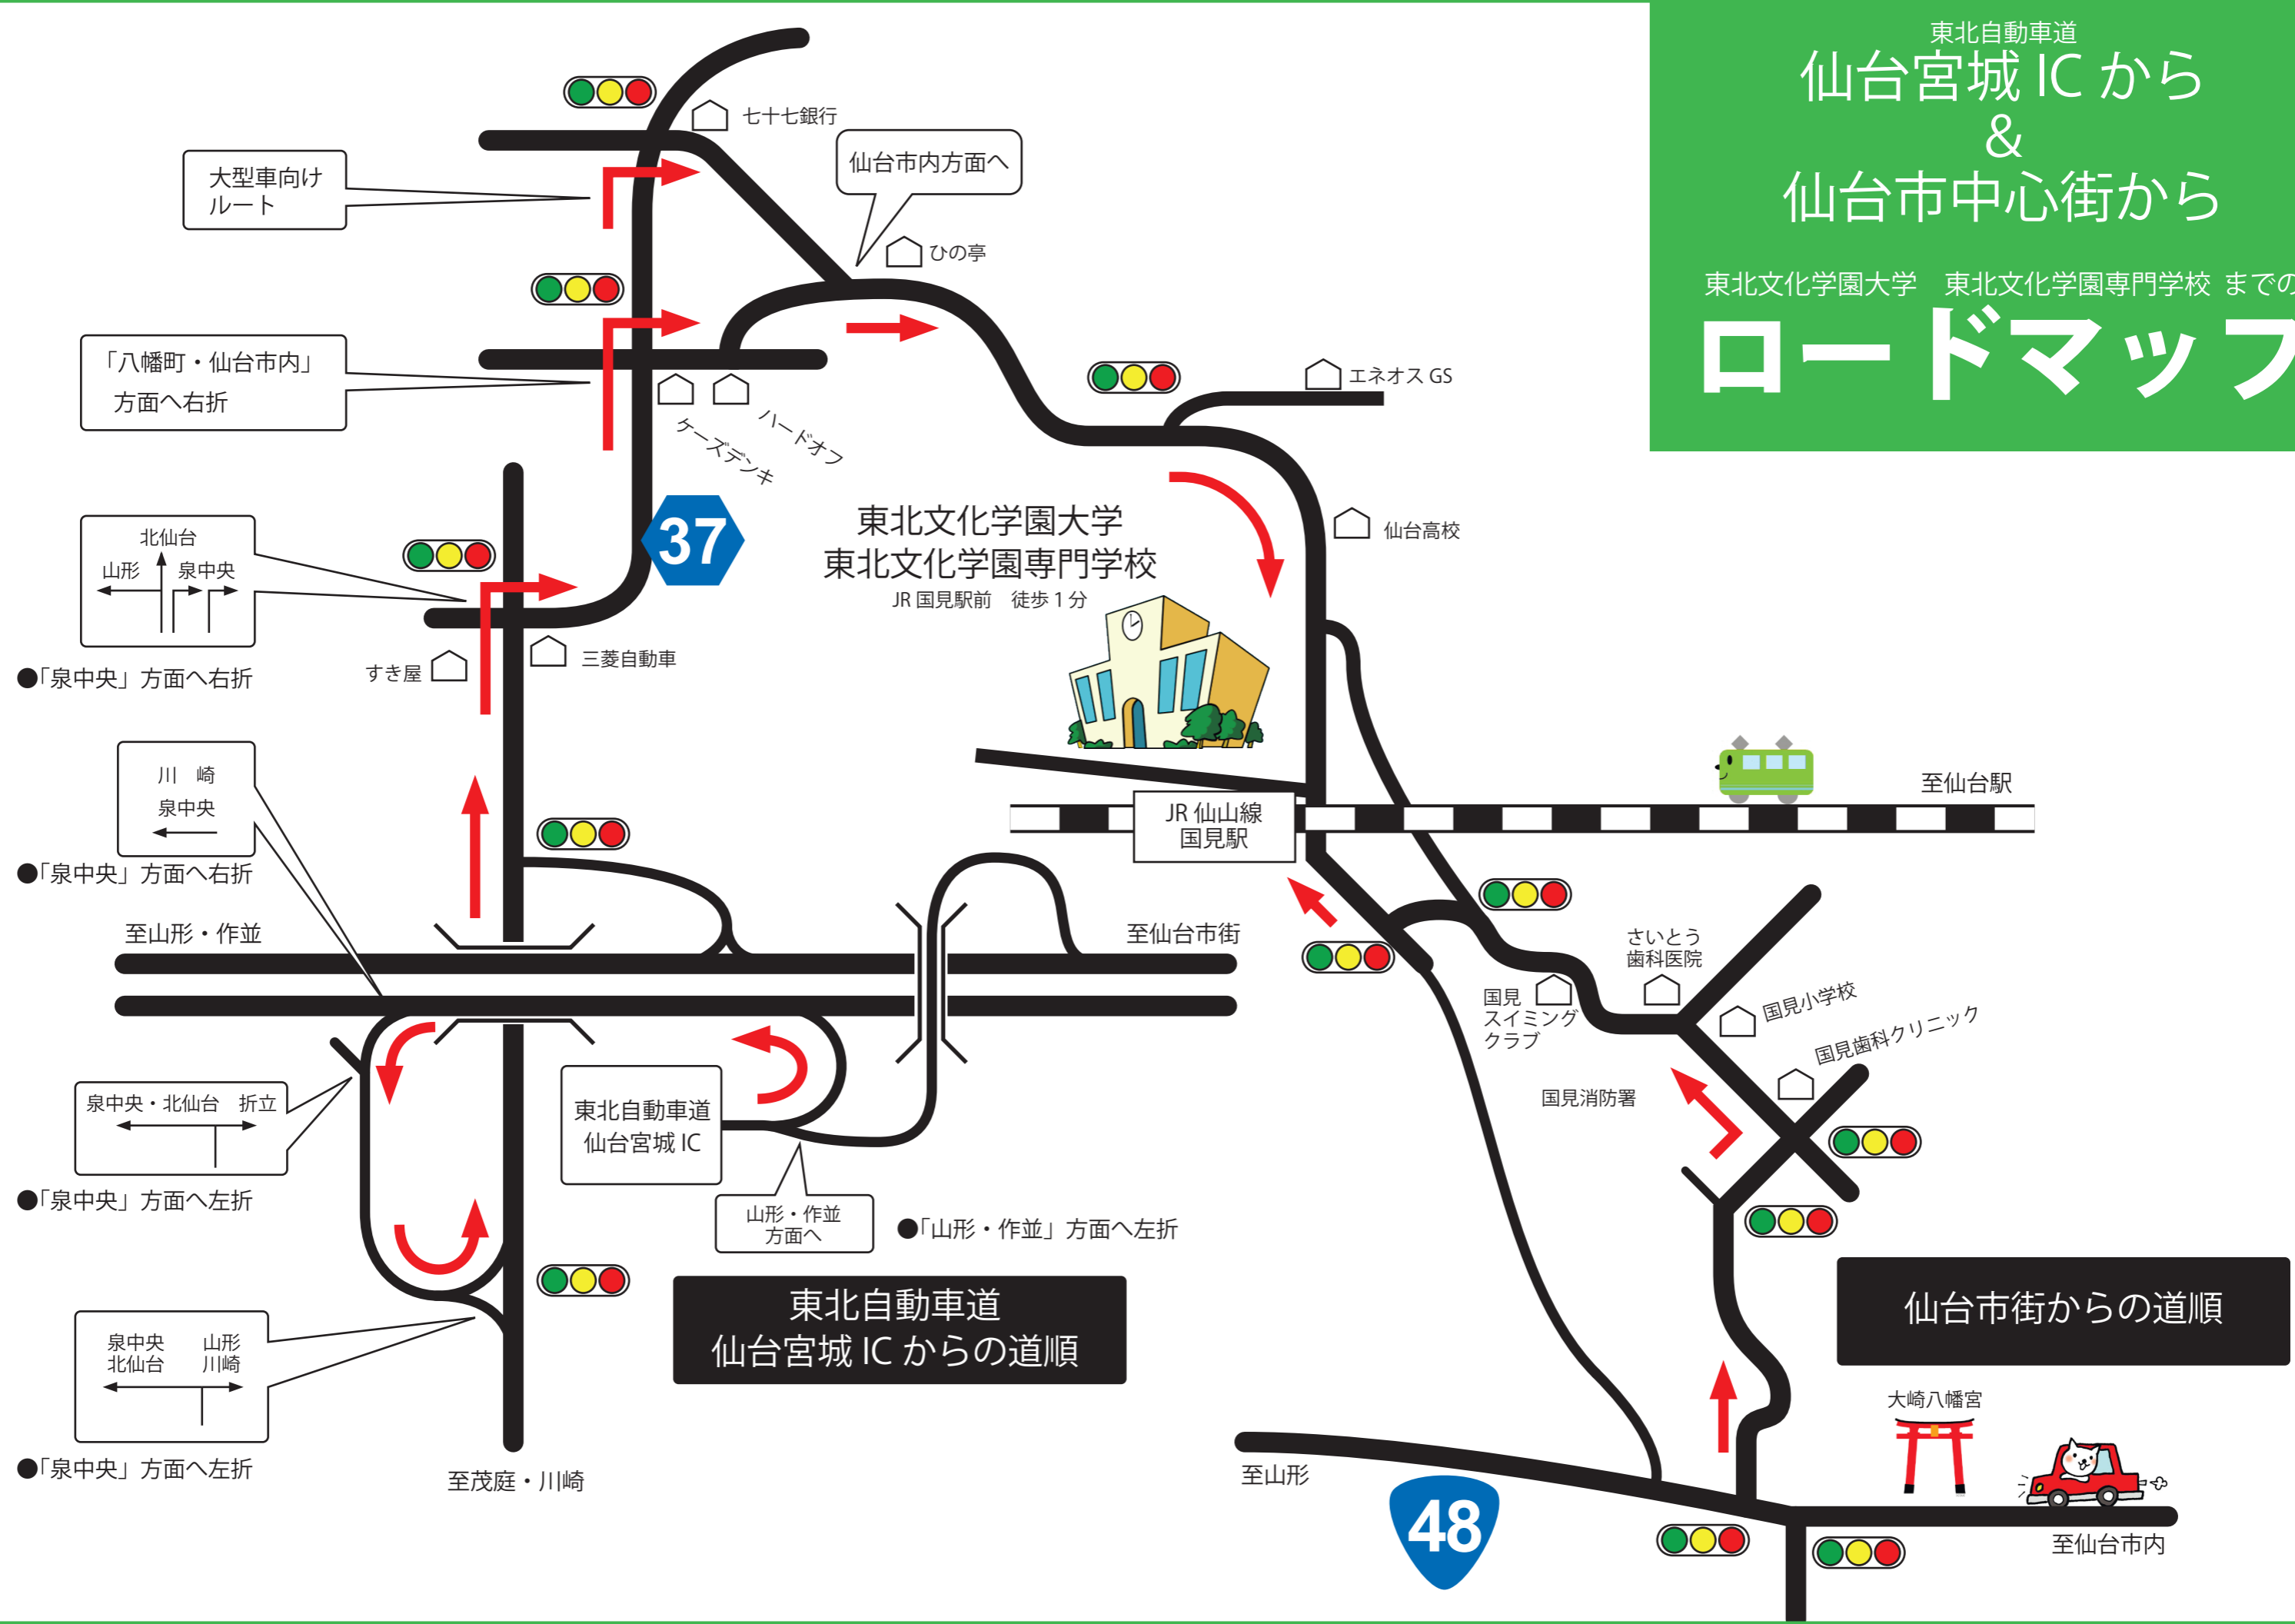 東北自動車道
仙台宮城 IC から
&
仙台市中心街から
東北文化学園大学　東北文化学園専門学校 までの
ロードマップ
七十七銀行
大型車向け
ルート
仙台市内方面へ
ひの亭
「八幡町・仙台市内」
方面へ右折
エネオス GS
ケーズデンキ
ハードオフ
37
北仙台
山形
泉中央
●「泉中央」方面へ右折
すき屋
三菱自動車
東北文化学園大学
東北文化学園専門学校
JR 国見駅前　徒歩 1 分
仙台高校
川　崎
泉中央
●「泉中央」方面へ右折
JR 仙山線
国見駅
至仙台駅
至山形・作並
至仙台市街
さいとう
歯科医院
国見
スイミング
クラブ
国見小学校
国見歯科クリニック
国見消防署
泉中央・北仙台　折立
●「泉中央」方面へ左折
東北自動車道
仙台宮城 IC
山形・作並
方面へ
●「山形・作並」方面へ左折
東北自動車道
仙台宮城 IC からの道順
仙台市街からの道順
泉中央
北仙台
山形
川崎
●「泉中央」方面へ左折
至茂庭・川崎
大崎八幡宮
至山形
48
至仙台市内